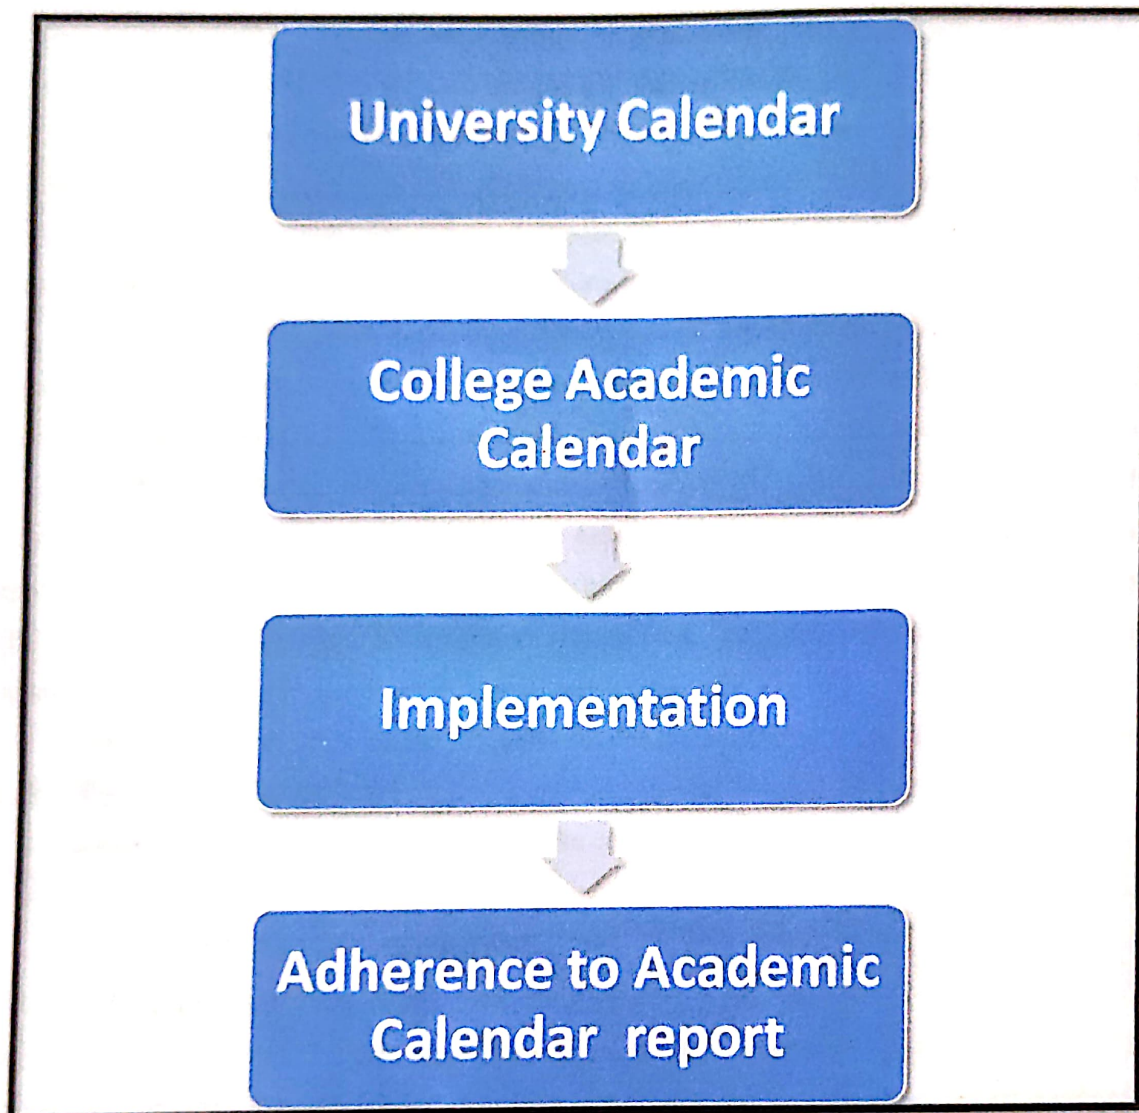 University Calendar
College Academic
Calendar
Implementation
Adherence to Academic
Calendar report